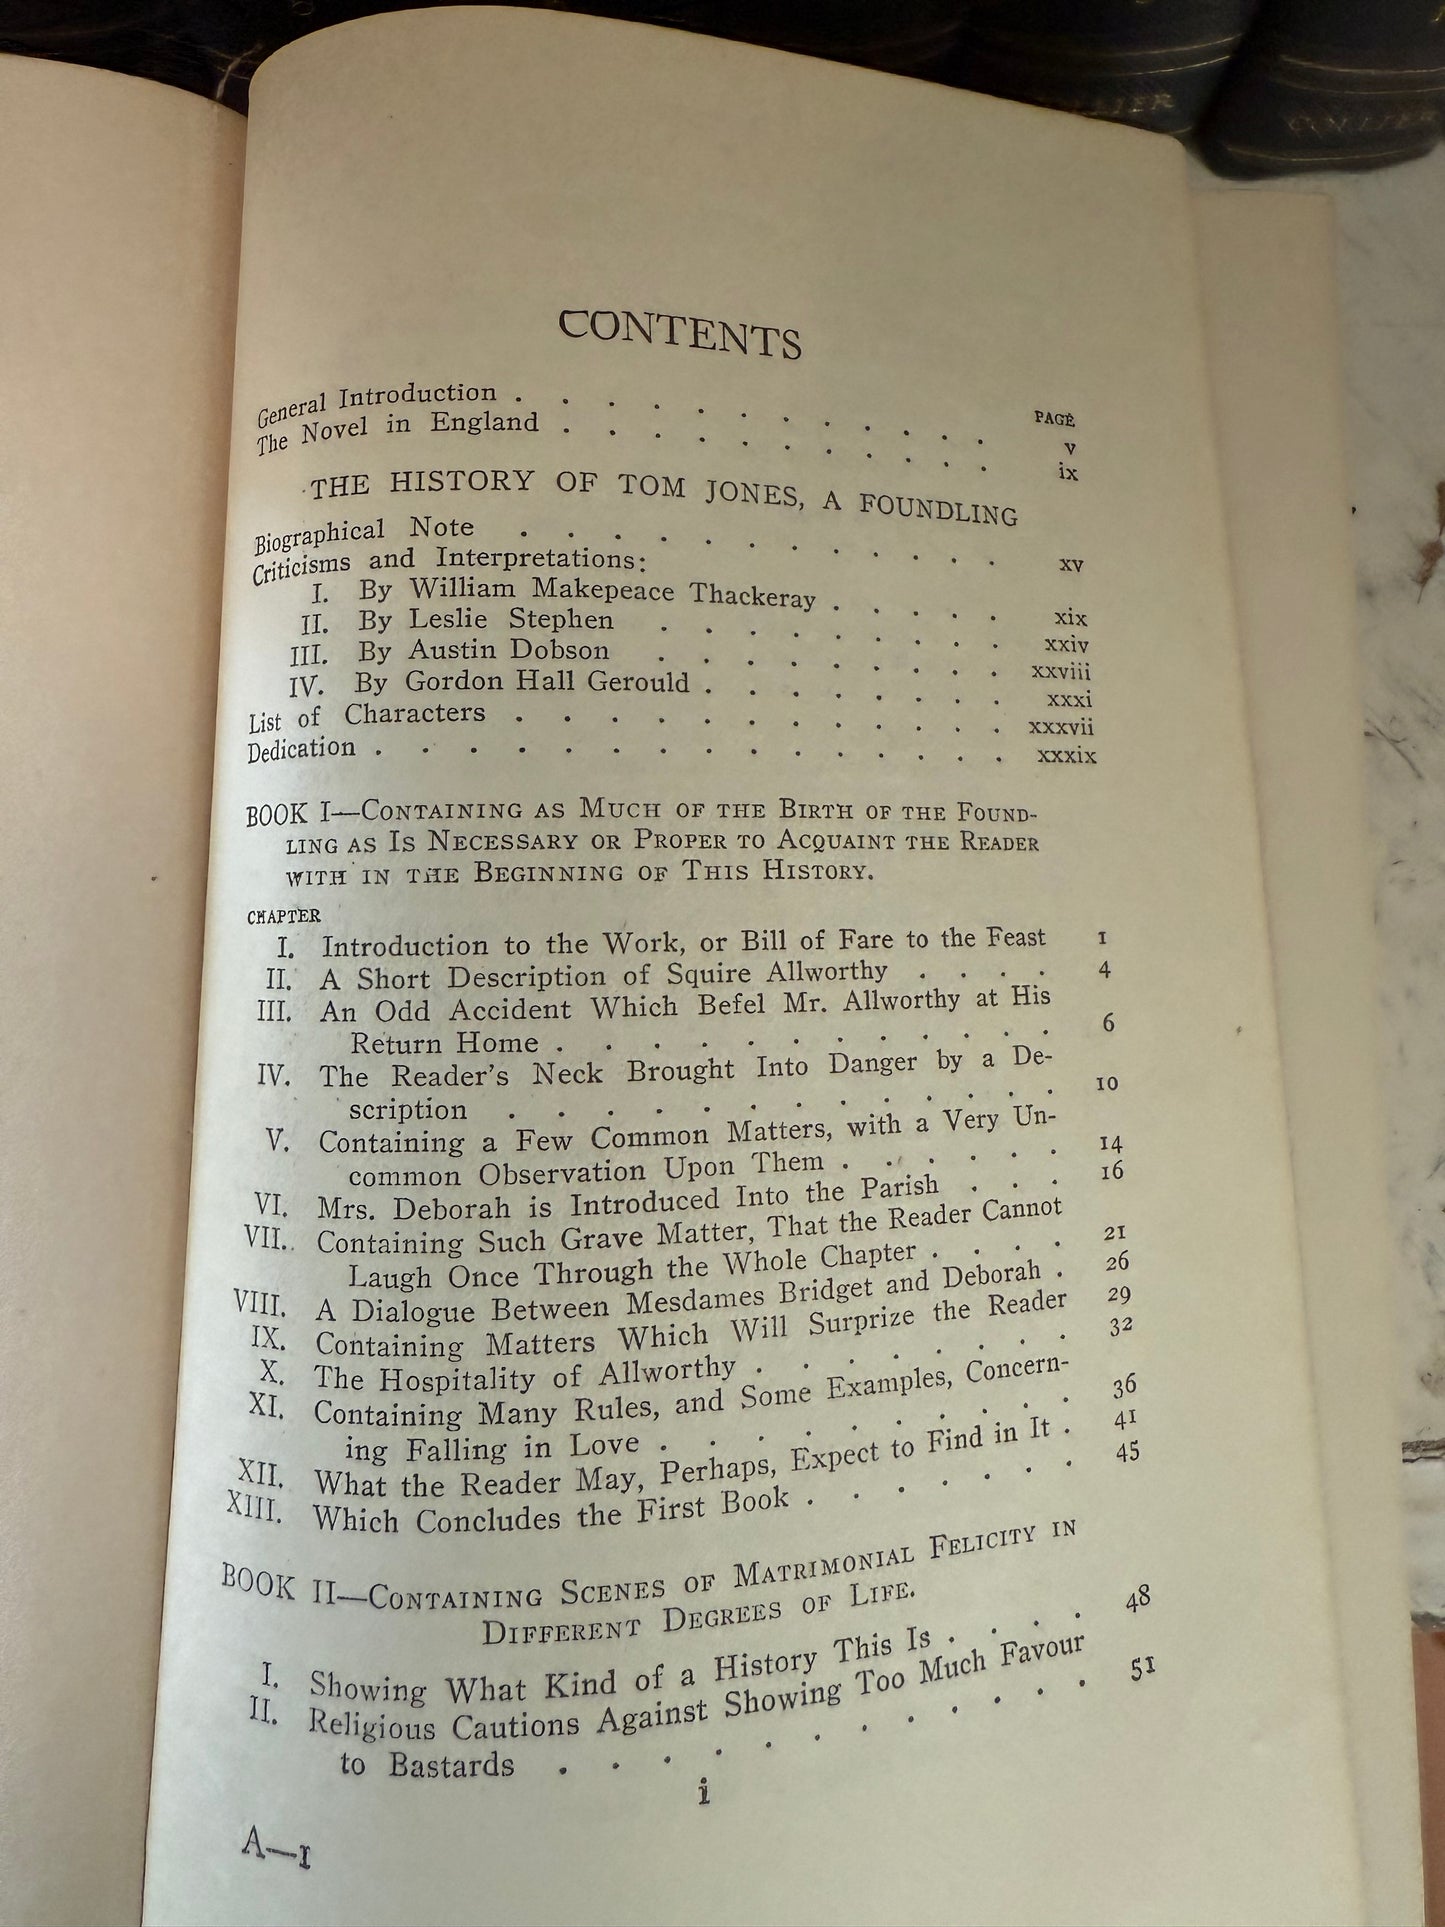 COLLIER
CONTENTS
PAGE
General Introduction . . . . . . . . . . . v
The Novel in England . . . . . . . . . . ix
THE HISTORY OF TOM JONES, A FOUNDLING
Biographical Note . . . . . . . . . . . xv
Criticisms and Interpretations:
I. By William Makepeace Thackeray . . . . . xix
II. By Leslie Stephen . . . . . . . . xxiv
III. By Austin Dobson . . . . . . . . xxviii
IV. By Gordon Hall Gerould . . . . . . . xxxi
List of Characters . . . . . . . . . . . xxxvii
Dedication . . . . . . . . . . . . . . xxxix
BOOK I—CONTAINING AS MUCH OF THE BIRTH OF THE FOUND-
LING AS IS NECESSARY OR PROPER TO ACQUAINT THE READER
WITH IN THE BEGINNING OF THIS HISTORY.
CHAPTER
I. Introduction to the Work, or Bill of Fare to the Feast 1
II. A Short Description of Squire Allworthy . . . . 4
III. An Odd Accident Which Befel Mr. Allworthy at His
Return Home . . . . . . . . . . . 6
IV. The Reader's Neck Brought Into Danger by a De-
scription . . . . . . . . . . . . 10
V. Containing a Few Common Matters, with a Very Un-
common Observation Upon Them . . . . . . 14
VI. Mrs. Deborah is Introduced Into the Parish . . . 16
VII. Containing Such Grave Matter, That the Reader Cannot
Laugh Once Through the Whole Chapter . . . . 21
VIII. A Dialogue Between Mesdames Bridget and Deborah . 26
IX. Containing Matters Which Will Surprize the Reader 29
X. The Hospitality of Allworthy . . . . . . . . 32
XI. Containing Many Rules, and Some Examples, Concern-
ing Falling in Love . . . . . . . . . . 36
XII. What the Reader May, Perhaps, Expect to Find in It . 41
XIII. Which Concludes the First Book . . . . . . . 45
BOOK II—CONTAINING SCENES OF MATRIMONIAL FELICITY IN
DIFFERENT DEGREES OF LIFE.
I. Showing What Kind of a History This Is . . . . 48
II. Religious Cautions Against Showing Too Much Favour
to Bastards . . . . . . . . . . . . 51
i
A—1